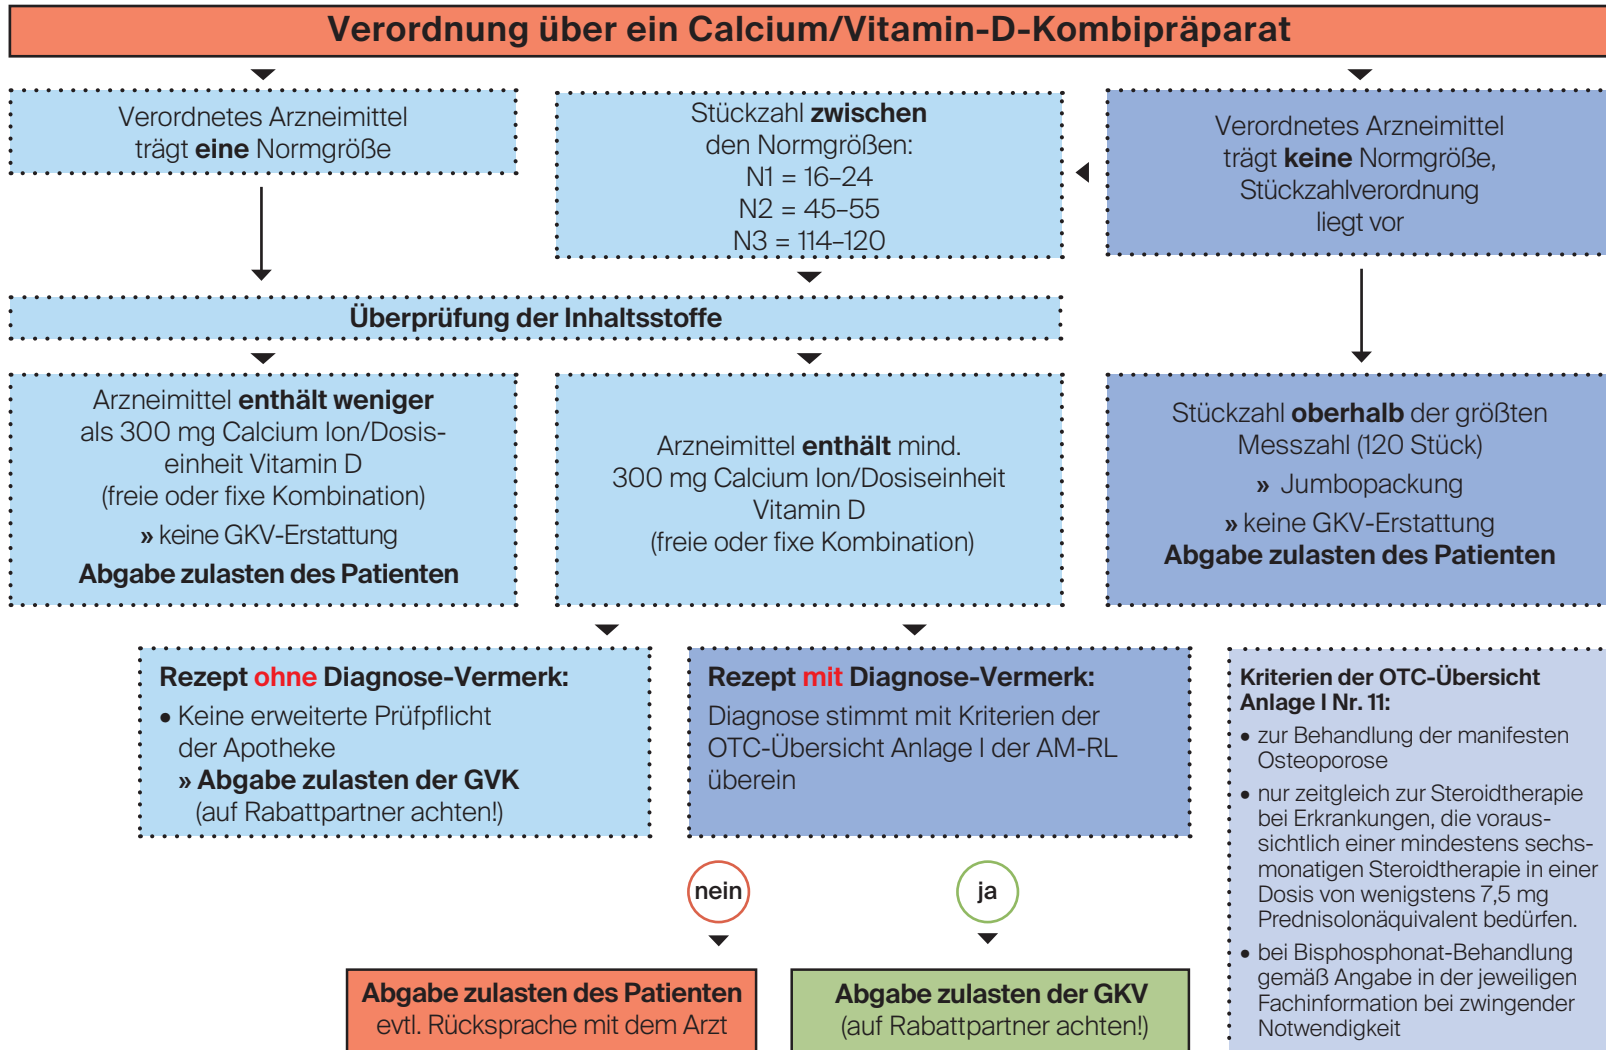 Verordnung über ein Calcium/Vitamin-D-Kombipräparat
Verordnetes Arzneimittel
trägt eine Normgröße
Stückzahl zwischen
den Normgrößen:
N1 = 16–24
N2 = 45–55
N3 = 114–120
Verordnetes Arzneimittel
trägt keine Normgröße,
Stückzahlverordnung
liegt vor
Überprüfung der Inhaltsstoffe
Arzneimittel enthält weniger
als 300 mg Calcium Ion/Dosis-
einheit Vitamin D
(freie oder fixe Kombination)
» keine GKV-Erstattung
Abgabe zulasten des Patienten
Arzneimittel enthält mind.
300 mg Calcium Ion/Dosiseinheit
Vitamin D
(freie oder fixe Kombination)
Stückzahl oberhalb der größten
Messzahl (120 Stück)
» Jumbopackung
» keine GKV-Erstattung
Abgabe zulasten des Patienten
Rezept ohne Diagnose-Vermerk:
• Keine erweiterte Prüfpflicht
der Apotheke
» Abgabe zulasten der GVK
(auf Rabattpartner achten!)
Rezept mit Diagnose-Vermerk:
Diagnose stimmt mit Kriterien der
OTC-Übersicht Anlage I der AM-RL
überein
Kriterien der OTC-Übersicht
Anlage I Nr. 11:
• zur Behandlung der manifesten
Osteoporose
• nur zeitgleich zur Steroidtherapie
bei Erkrankungen, die voraus-
sichtlich einer mindestens sechs-
monatigen Steroidtherapie in einer
Dosis von wenigstens 7,5 mg
Prednisolonäquivalent bedürfen.
• bei Bisphosphonat-Behandlung
gemäß Angabe in der jeweiligen
Fachinformation bei zwingender
Notwendigkeit
nein
ja
Abgabe zulasten des Patienten
evtl. Rücksprache mit dem Arzt
Abgabe zulasten der GKV
(auf Rabattpartner achten!)